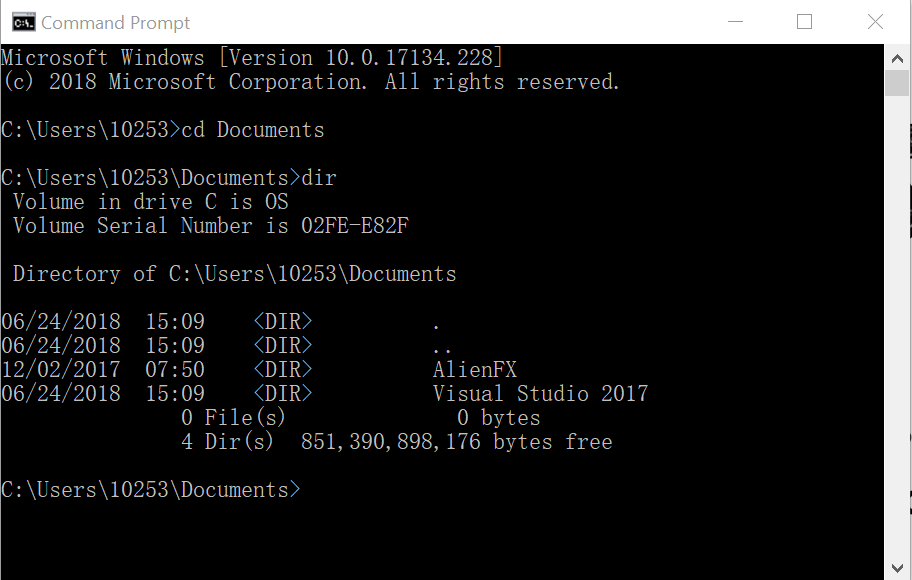 Command Prompt
Microsoft Windows [Version 10.0.17134.228]
(c) 2018 Microsoft Corporation. All rights reserved.
C:\Users\10253>cd Documents
C:\Users\10253\Documents>dir
 Volume in drive C is OS
 Volume Serial Number is 02FE-E82F
 Directory of C:\Users\10253\Documents
06/24/2018  15:09    <DIR>          .
06/24/2018  15:09    <DIR>          ..
12/02/2017  07:50    <DIR>          AlienFX
06/24/2018  15:09    <DIR>          Visual Studio 2017
               0 File(s)              0 bytes
               4 Dir(s)  851,390,898,176 bytes free
C:\Users\10253\Documents>